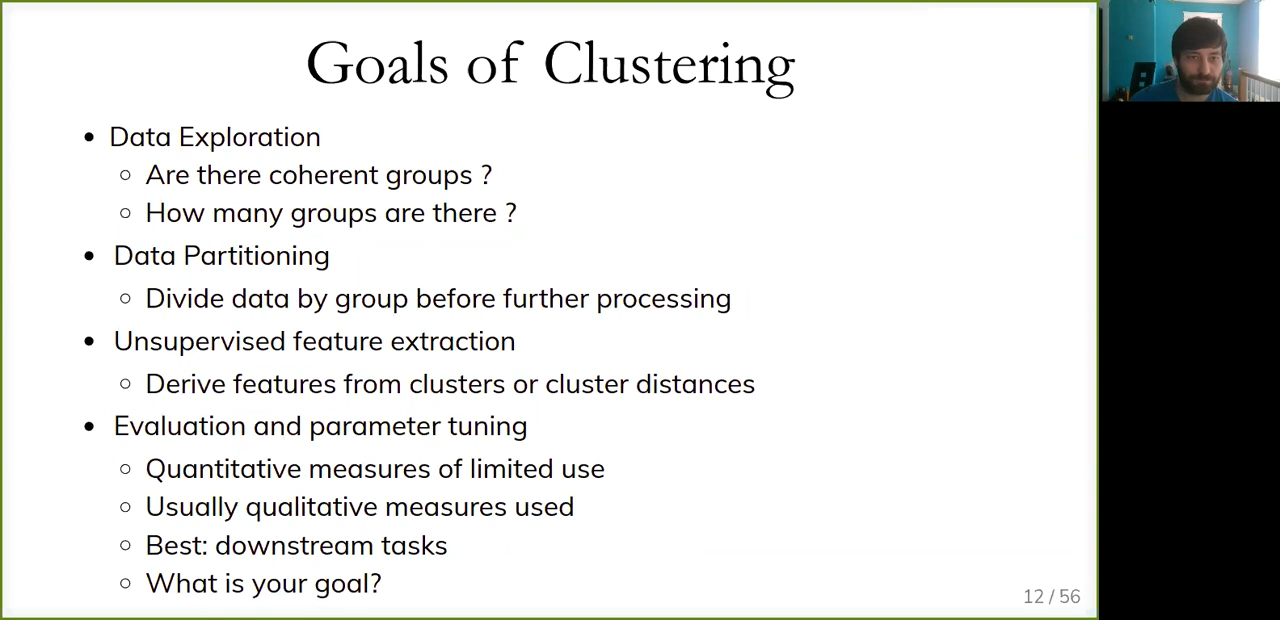 Goals of Clustering
• Data Exploration
○ Are there coherent groups ?
○ How many groups are there ?
• Data Partitioning
○ Divide data by group before further processing
• Unsupervised feature extraction
○ Derive features from clusters or cluster distances
• Evaluation and parameter tuning
○ Quantitative measures of limited use
○ Usually qualitative measures used
○ Best: downstream tasks
○ What is your goal?
12 / 56